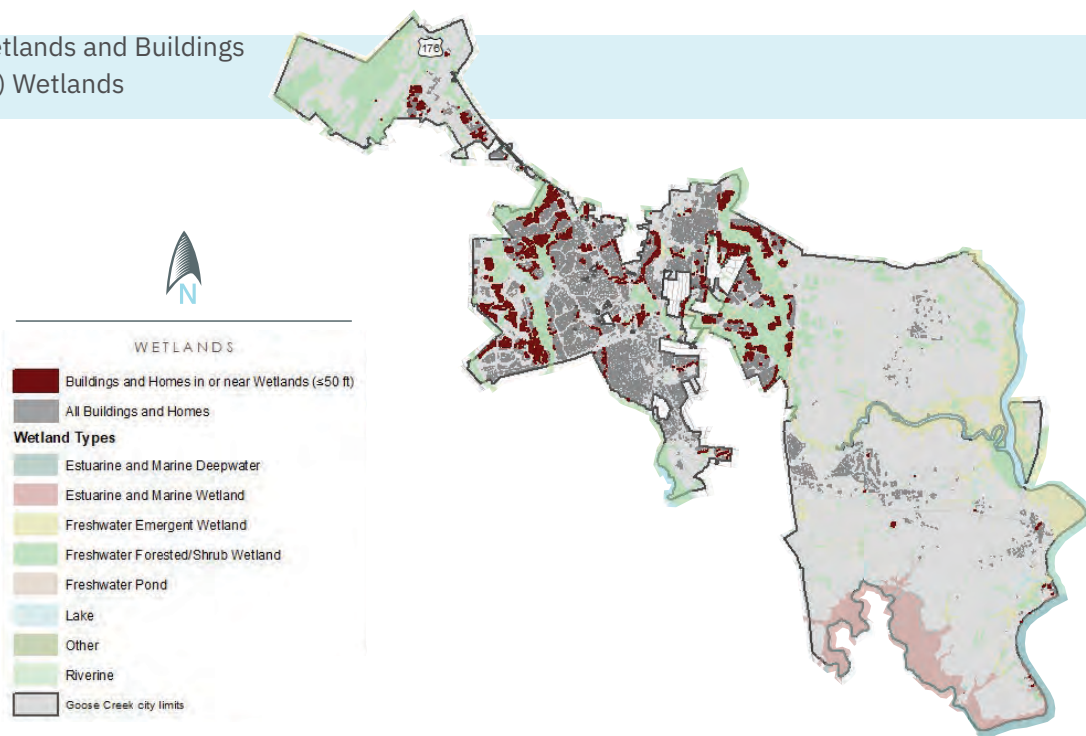 etlands and Buildings
) Wetlands
176
N
WETLANDS
Buildings and Homes in or near Wetlands (≤50 ft)
All Buildings and Homes
Wetland Types
Estuarine and Marine Deepwater
Estuarine and Marine Wetland
Freshwater Emergent Wetland
Freshwater Forested/Shrub Wetland
Freshwater Pond
Lake
Other
Riverine
Goose Creek city limits